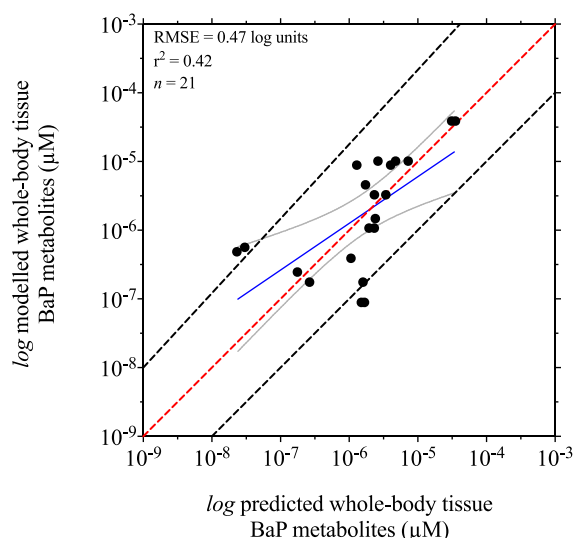 RMSE = 0.47 log units
r² = 0.42
n = 21
log modelled whole-body tissue
BaP metabolites (µM)
10⁻³
10⁻⁴
10⁻⁵
10⁻⁶
10⁻⁷
10⁻⁸
10⁻⁹
10⁻⁹ 10⁻⁸ 10⁻⁷ 10⁻⁶ 10⁻⁵ 10⁻⁴ 10⁻³
log predicted whole-body tissue
BaP metabolites (µM)